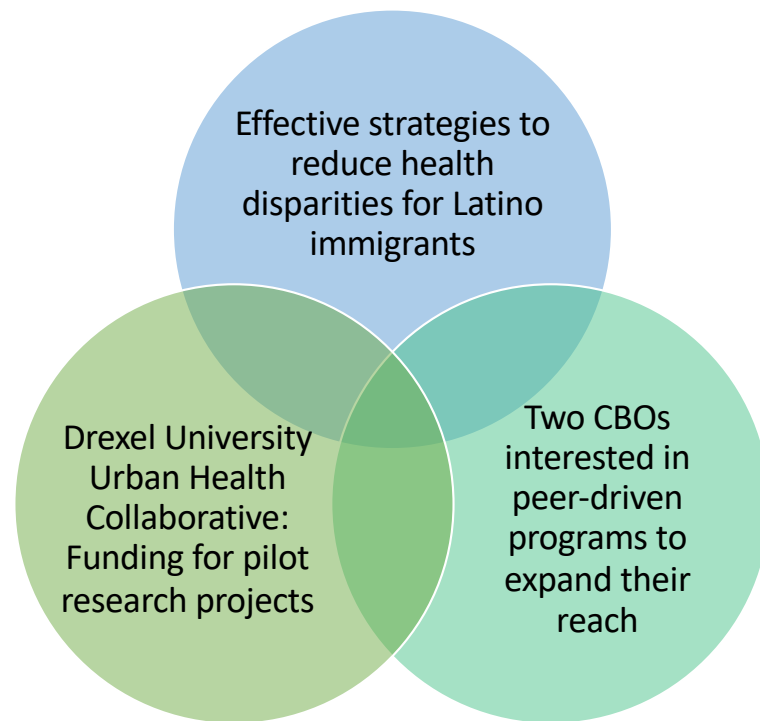 Effective strategies to
reduce health
disparities for Latino
immigrants
Drexel University
Urban Health
Collaborative:
Funding for pilot
research projects
Two CBOs
interested in
peer-driven
programs to
expand their
reach